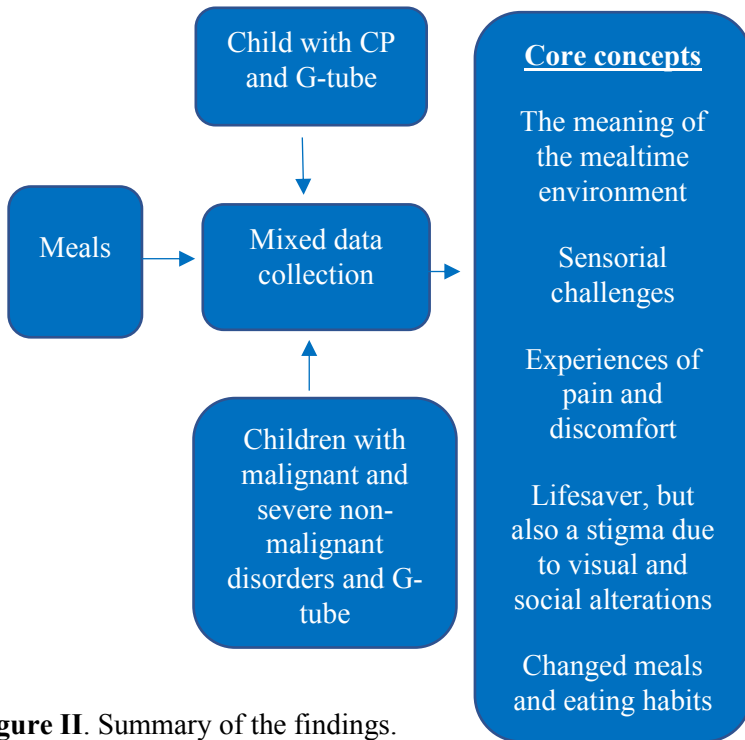 Child with CP
and G-tube
Meals
Mixed data
collection
Children with
malignant and
severe non-
malignant
disorders and G-
tube
Core concepts
The meaning of
the mealtime
environment
Sensorial
challenges
Experiences of
pain and
discomfort
Lifesaver, but
also a stigma due
to visual and
social alterations
Changed meals
and eating habits
gure II. Summary of the findings.